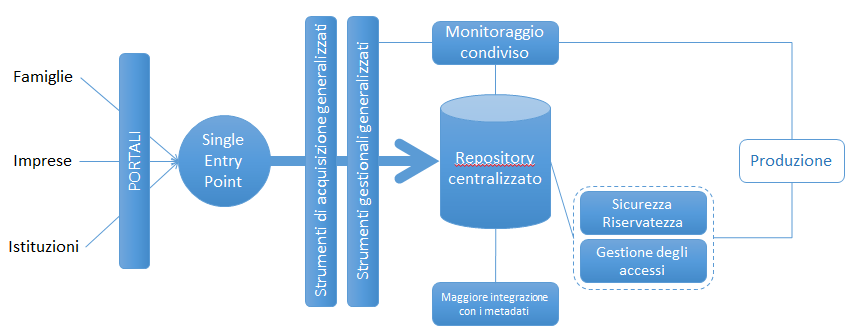 Famiglie
Imprese
Istituzioni
PORTALI
Single
Entry
Point
Strumenti di acquisizione generalizzati
Strumenti gestionali generalizzati
Monitoraggio
condiviso
Repository
centralizzato
Maggiore integrazione
con i metadati
Sicurezza
Riservatezza
Gestione degli
accessi
Produzione